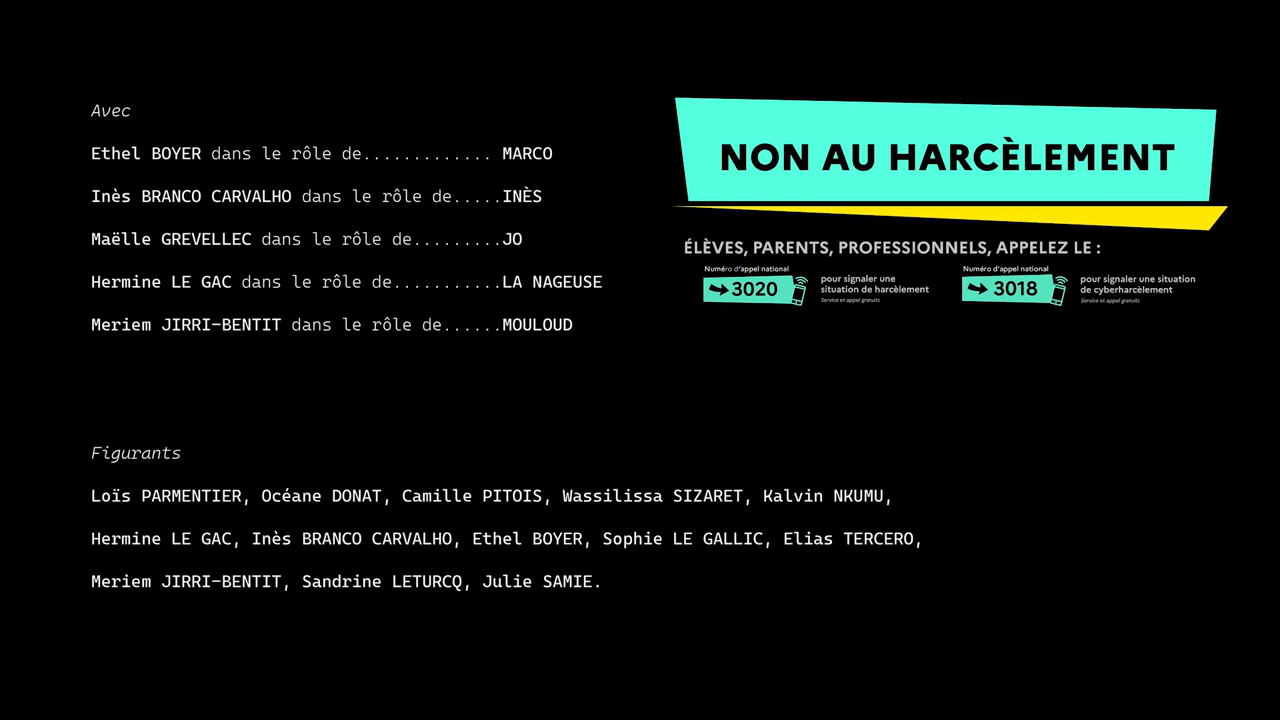 Avec
Ethel BOYER dans le rôle de............. MARCO
Inès BRANCO CARVALHO dans le rôle de.....INÈS
Maëlle GREVELLEC dans le rôle de.........JO
Hermine LE GAC dans le rôle de...........LA NAGEUSE
Meriem JIRRI-BENTIT dans le rôle de......MOULOUD
NON AU HARCÈLEMENT
ÉLÈVES, PARENTS, PROFESSIONNELS, APPELEZ LE :
Numéro d'appel national
3020
pour signaler une
situation de harcèlement
Service et appel gratuits
Numéro d'appel national
3018
pour signaler une situation
de cyberharcèlement
Service et appel gratuits
Figurants
Loïs PARMENTIER, Océane DONAT, Camille PITOIS, Wassilissa SIZARET, Kalvin NKUMU,
Hermine LE GAC, Inès BRANCO CARVALHO, Ethel BOYER, Sophie LE GALLIC, Elias TERCERO,
Meriem JIRRI-BENTIT, Sandrine LETURCQ, Julie SAMIE.